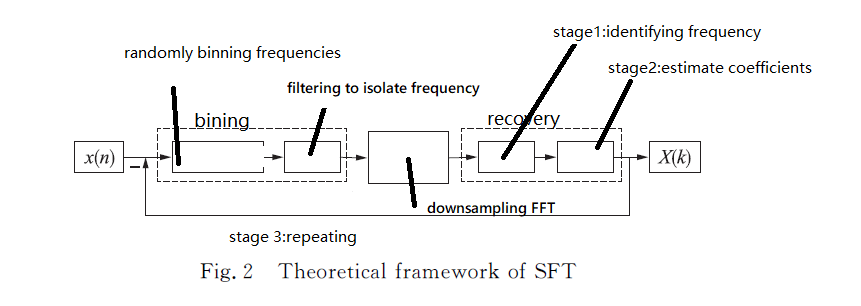 stage1:identifying frequency
randomly binning frequencies
stage2:estimate coefficients
filtering to isolate frequency
bining
recovery
x(n)
X(k)
downsampling FFT
stage 3:repeating
Fig. 2 Theoretical framework of SFT